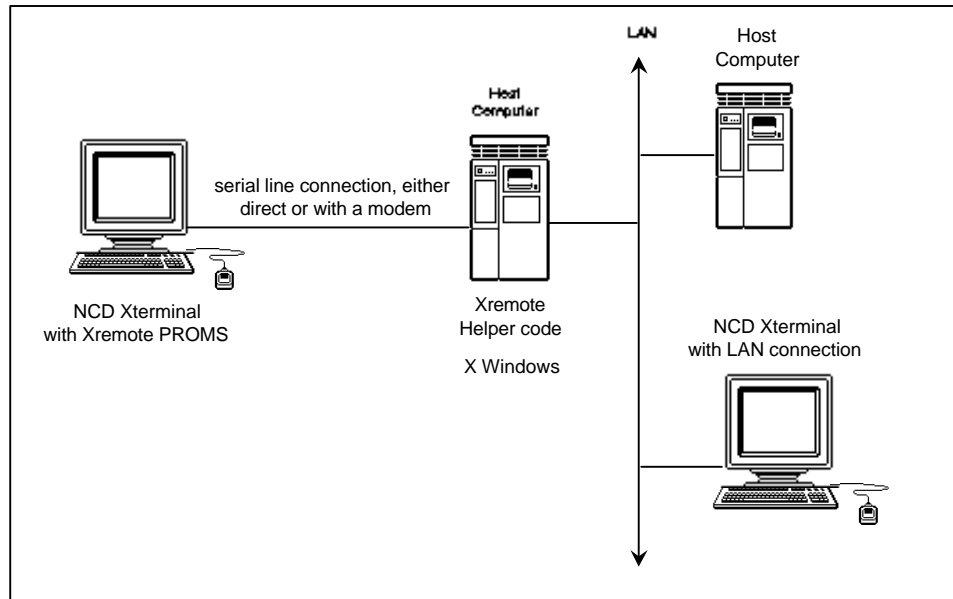 LAN
Host
Computer
Host
Computer
serial line connection, either
direct or with a modem
NCD Xterminal
with Xremote PROMS
Xremote
Helper code
X Windows
NCD Xterminal
with LAN connection